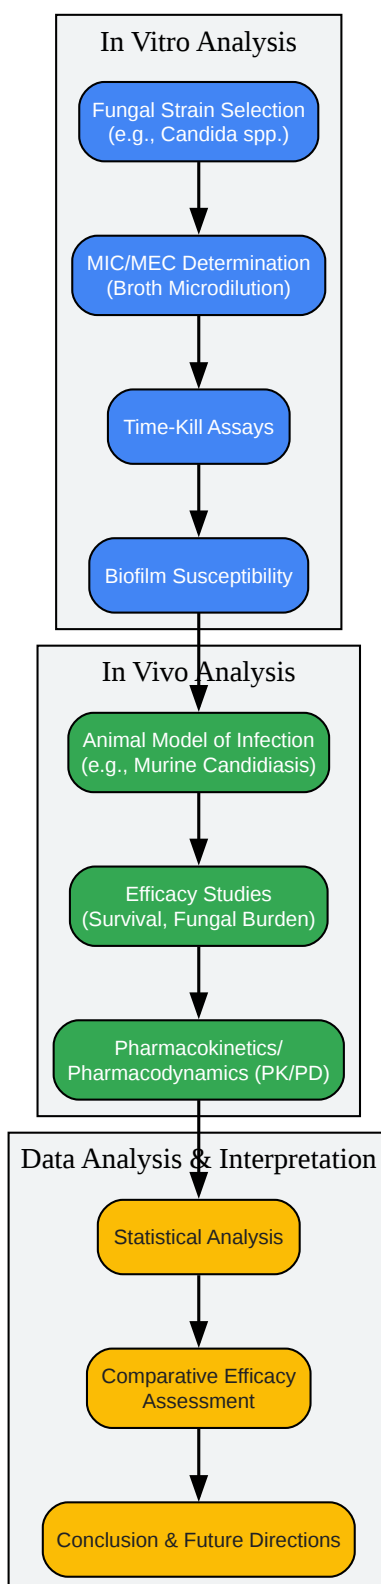 In Vitro Analysis
Fungal Strain Selection
(e.g., Candida spp.)
MIC/MEC Determination
(Broth Microdilution)
Time-Kill Assays
Biofilm Susceptibility
In Vivo Analysis
Animal Model of Infection
(e.g., Murine Candidiasis)
Efficacy Studies
(Survival, Fungal Burden)
Pharmacokinetics/
Pharmacodynamics (PK/PD)
Data Analysis & Interpretation
Statistical Analysis
Comparative Efficacy
Assessment
Conclusion & Future Directions